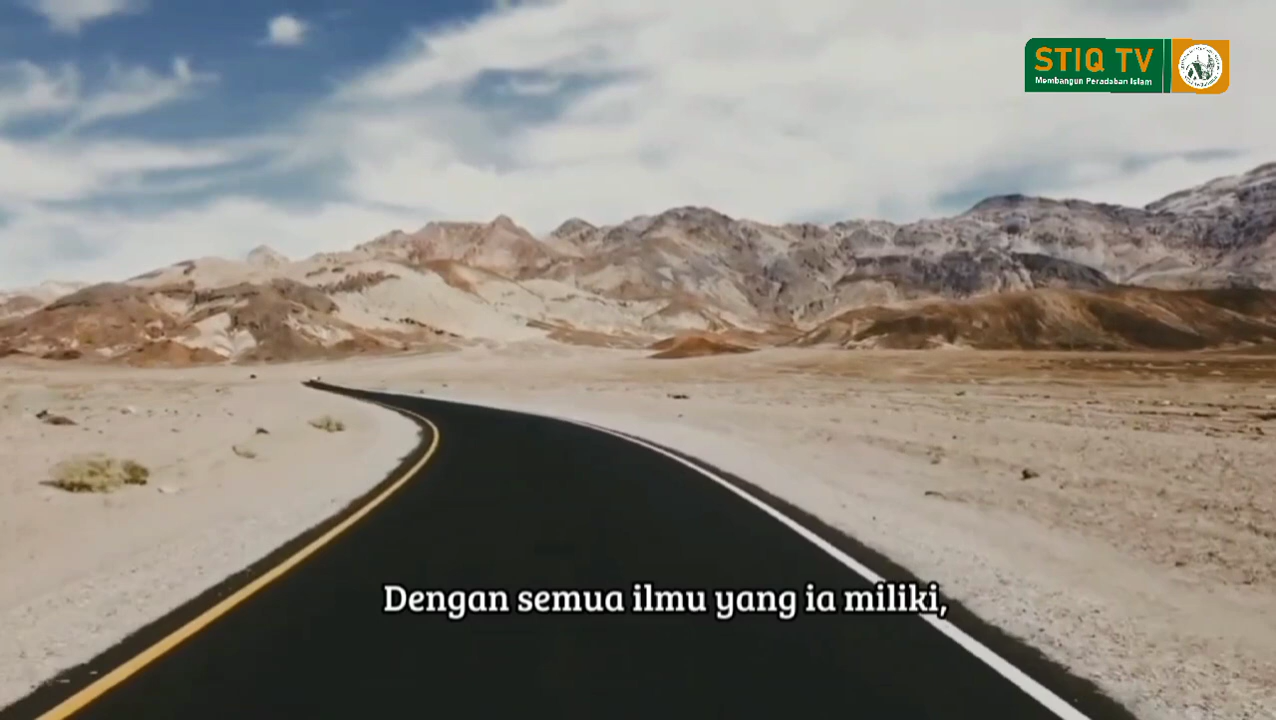 STIQ TV
Membangun Peradaban Islam
Dengan semua ilmu yang ia miliki,